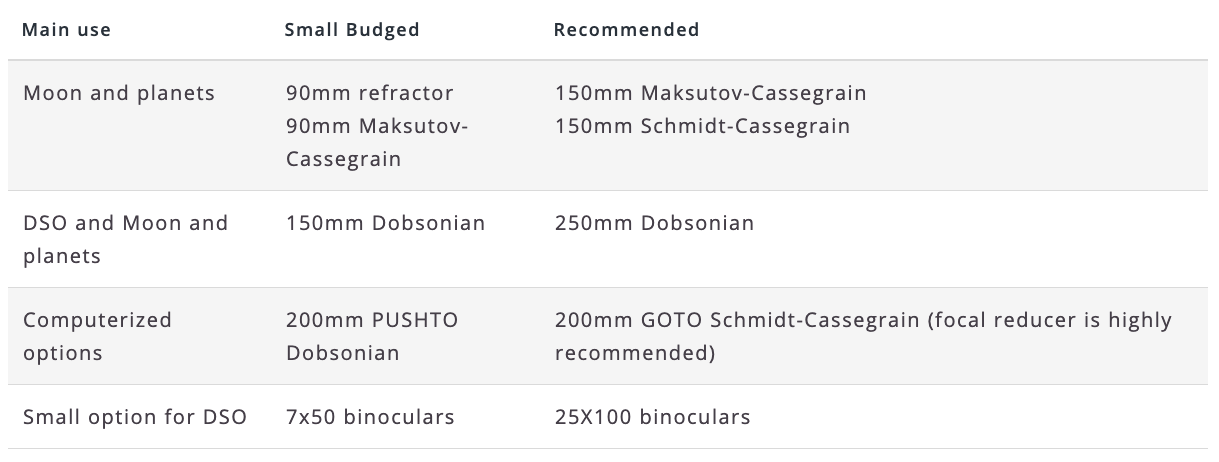 Main use Small Budged Recommended
Moon and planets 90mm refractor 150mm Maksutov-Cassegrain
90mm Maksutov- 150mm Schmidt-Cassegrain
Cassegrain
DSO and Moon and 150mm Dobsonian 250mm Dobsonian
planets
Computerized 200mm PUSHTO 200mm GOTO Schmidt-Cassegrain (focal reducer is highly
options Dobsonian recommended)
Small option for DSO 7x50 binoculars 25X100 binoculars